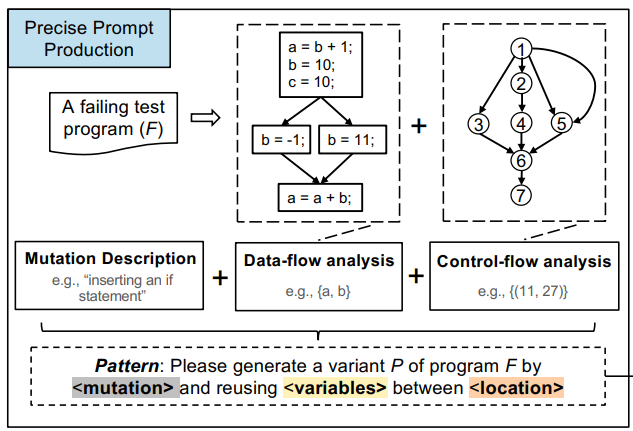 Precise Prompt
Production
A failing test
program (F)
a = b + 1;
b = 10;
c = 10;
b = -1;
b = 11;
a = a + b;
+
1
2
3
4
5
6
7
Mutation Description
e.g., “inserting an if
statement”
+
Data-flow analysis
e.g., {a, b}
+
Control-flow analysis
e.g., {(11, 27)}
Pattern: Please generate a variant P of program F by
<mutation> and reusing <variables> between <location>